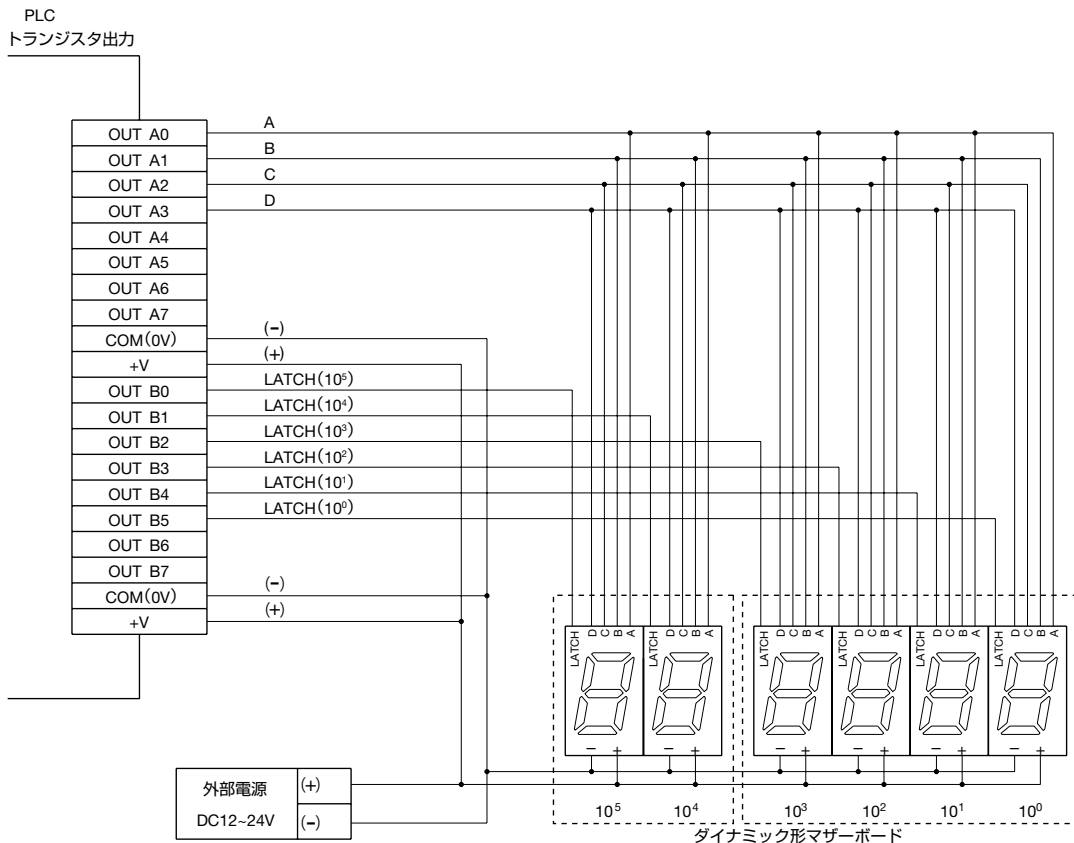 PLC
トランジスタ出力
OUT A0
OUT A1
OUT A2
OUT A3
OUT A4
OUT A5
OUT A6
OUT A7
COM(0V)
+V
OUT B0
OUT B1
OUT B2
OUT B3
OUT B4
OUT B5
OUT B6
OUT B7
COM(0V)
+V
A
B
C
D
(−)
(+)
LATCH(10⁵)
LATCH(10⁴)
LATCH(10³)
LATCH(10²)
LATCH(10¹)
LATCH(10⁰)
(−)
(+)
LATCH D C B A
LATCH D C B A
LATCH D C B A
LATCH D C B A
LATCH D C B A
LATCH D C B A
− +
− +
− +
− +
− +
− +
10⁵ 10⁴ 10³ 10² 10¹ 10⁰
ダイナミック形マザーボード
外部電源 (+)
DC12~24V (−)